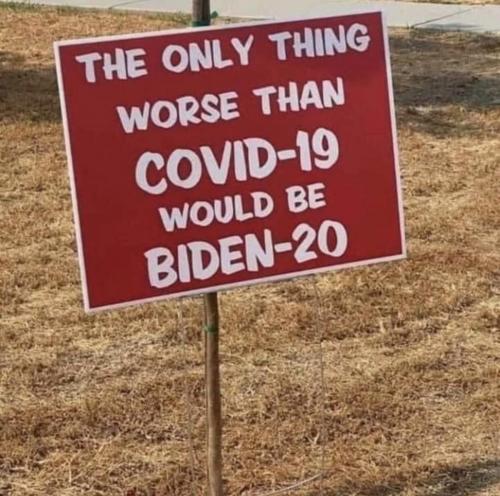 THE ONLY THING
WORSE THAN
COVID-19
WOULD BE
BIDEN-20